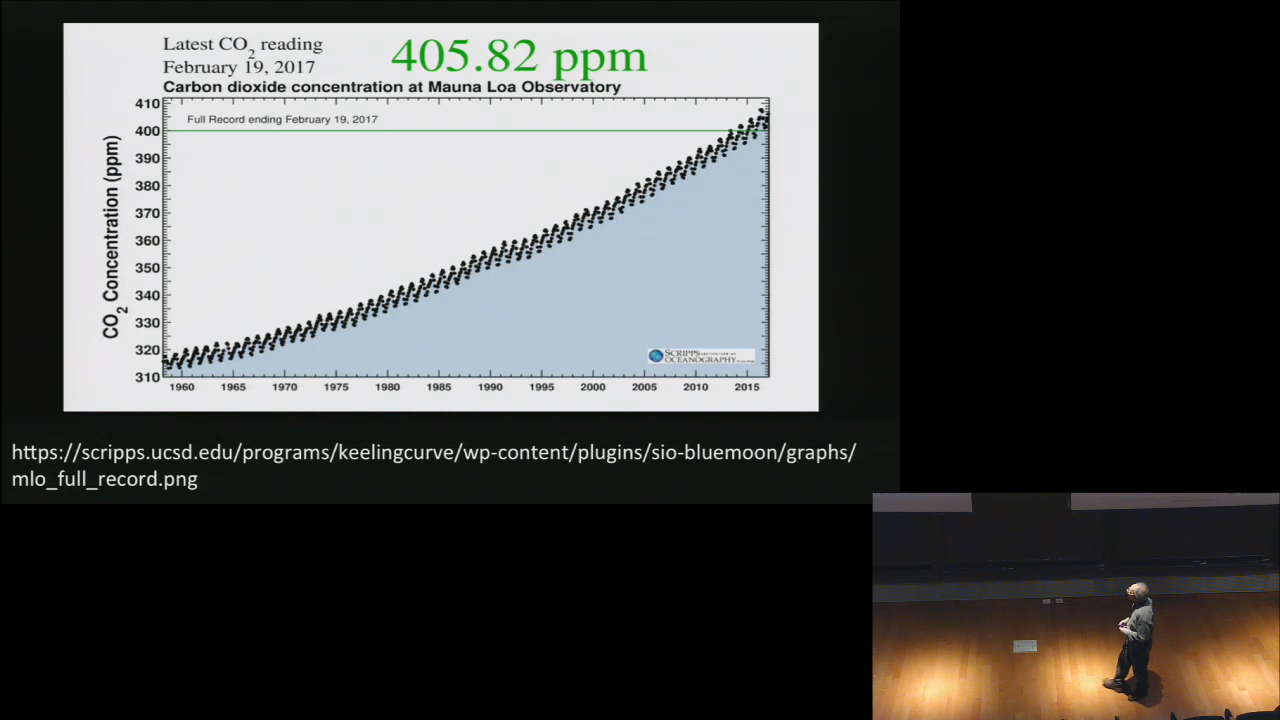 Latest CO2 reading
February 19, 2017
405.82 ppm
Carbon dioxide concentration at Mauna Loa Observatory
Full Record ending February 19, 2017
CO2 Concentration (ppm)
410
400
390
380
370
360
350
340
330
320
310
1960 1965 1970 1975 1980 1985 1990 1995 2000 2005 2010 2015
SCRIPPS INSTITUTION OF
OCEANOGRAPHY
https://scripps.ucsd.edu/programs/keelingcurve/wp-content/plugins/sio-bluemoon/graphs/
mlo_full_record.png